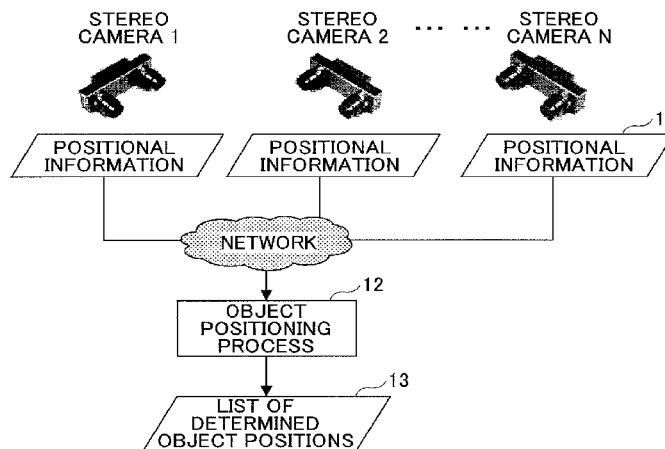 STEREO CAMERA 1
STEREO CAMERA 2
... ...
STEREO CAMERA N
POSITIONAL INFORMATION
POSITIONAL INFORMATION
POSITIONAL INFORMATION
NETWORK
12
OBJECT
POSITIONING
PROCESS
13
LIST OF
DETERMINED
OBJECT POSITIONS